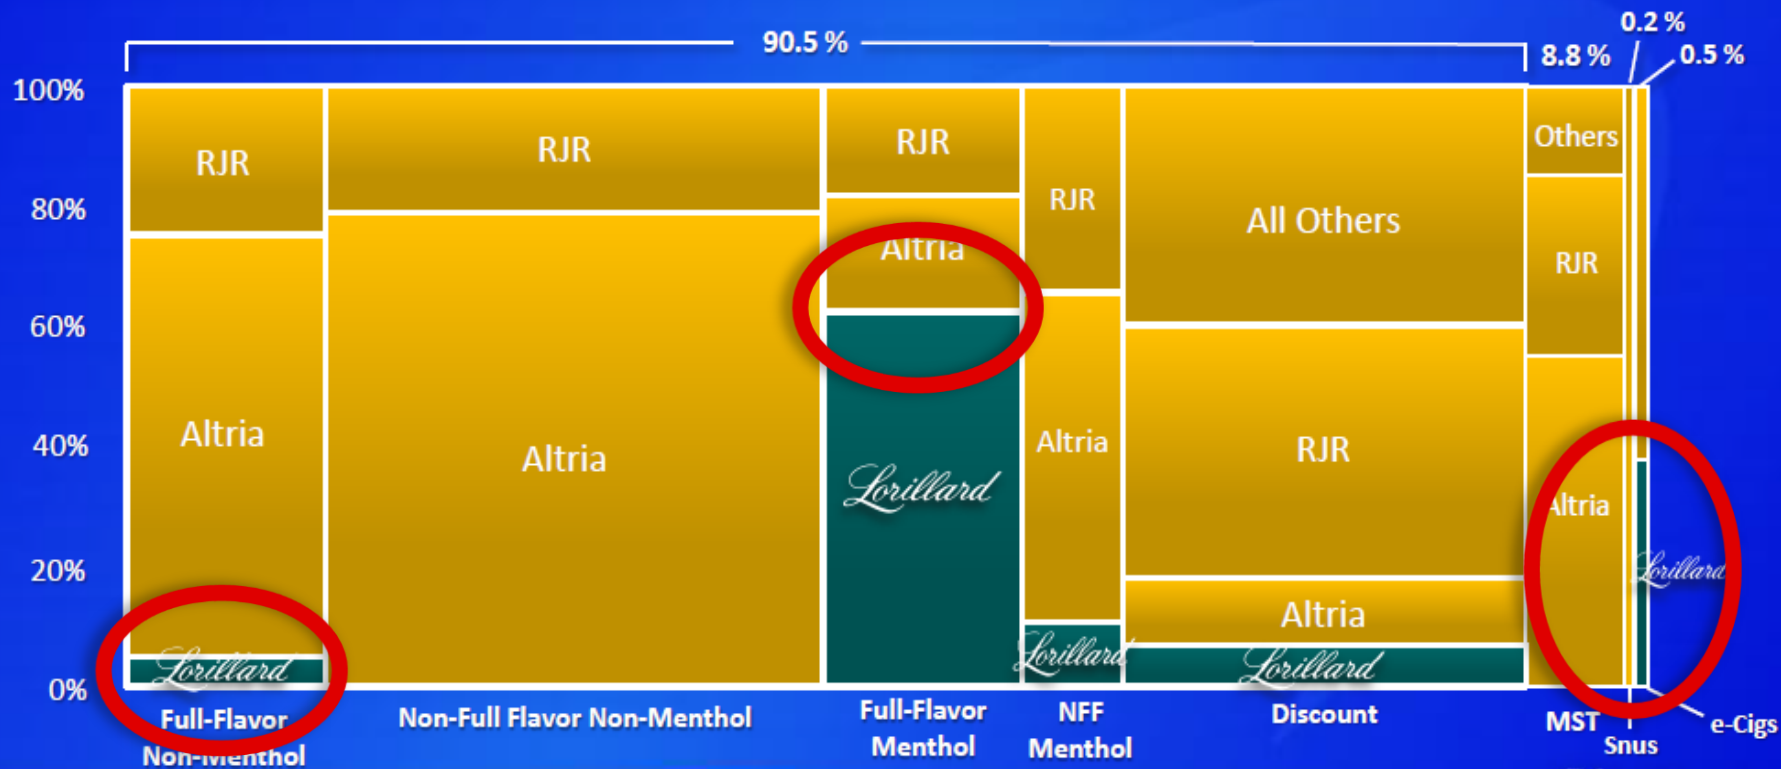 0.2 %
90.5 %
8.8 %
0.5 %
100%
80%
60%
40%
20%
0%
RJR
Altria
Lorillard
RJR
Altria
RJR
Altria
Lorillard
RJR
Altria
Lorillard
All Others
RJR
Altria
Lorillard
Others
RJR
Altria
Lorillard
Full-Flavor
Non-Menthol
Non-Full Flavor Non-Menthol
Full-Flavor
Menthol
NFF
Menthol
Discount
MST
Snus
e-Cigs